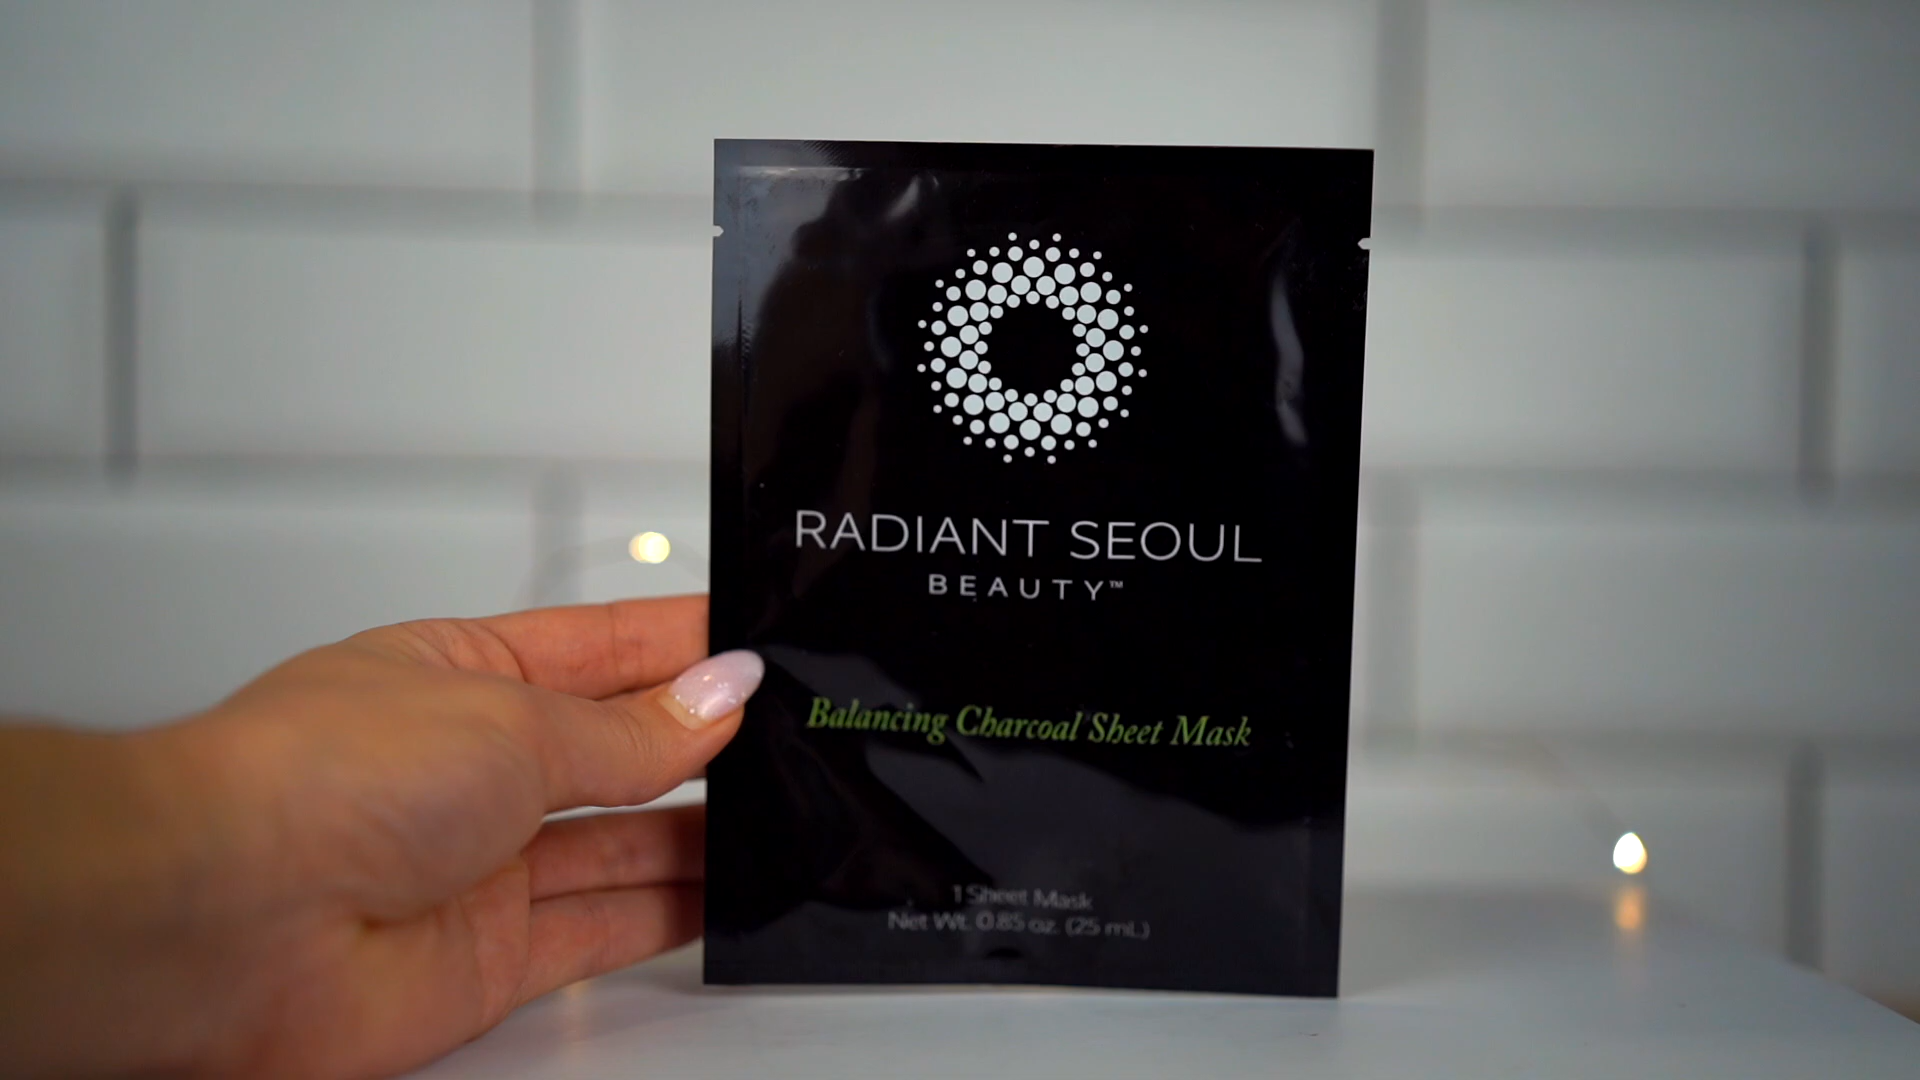 RADIANT SEOUL
BEAUTY™
Balancing Charcoal Sheet Mask
1 Sheet Mask
Net Wt. 0.85 oz. (25 mL)